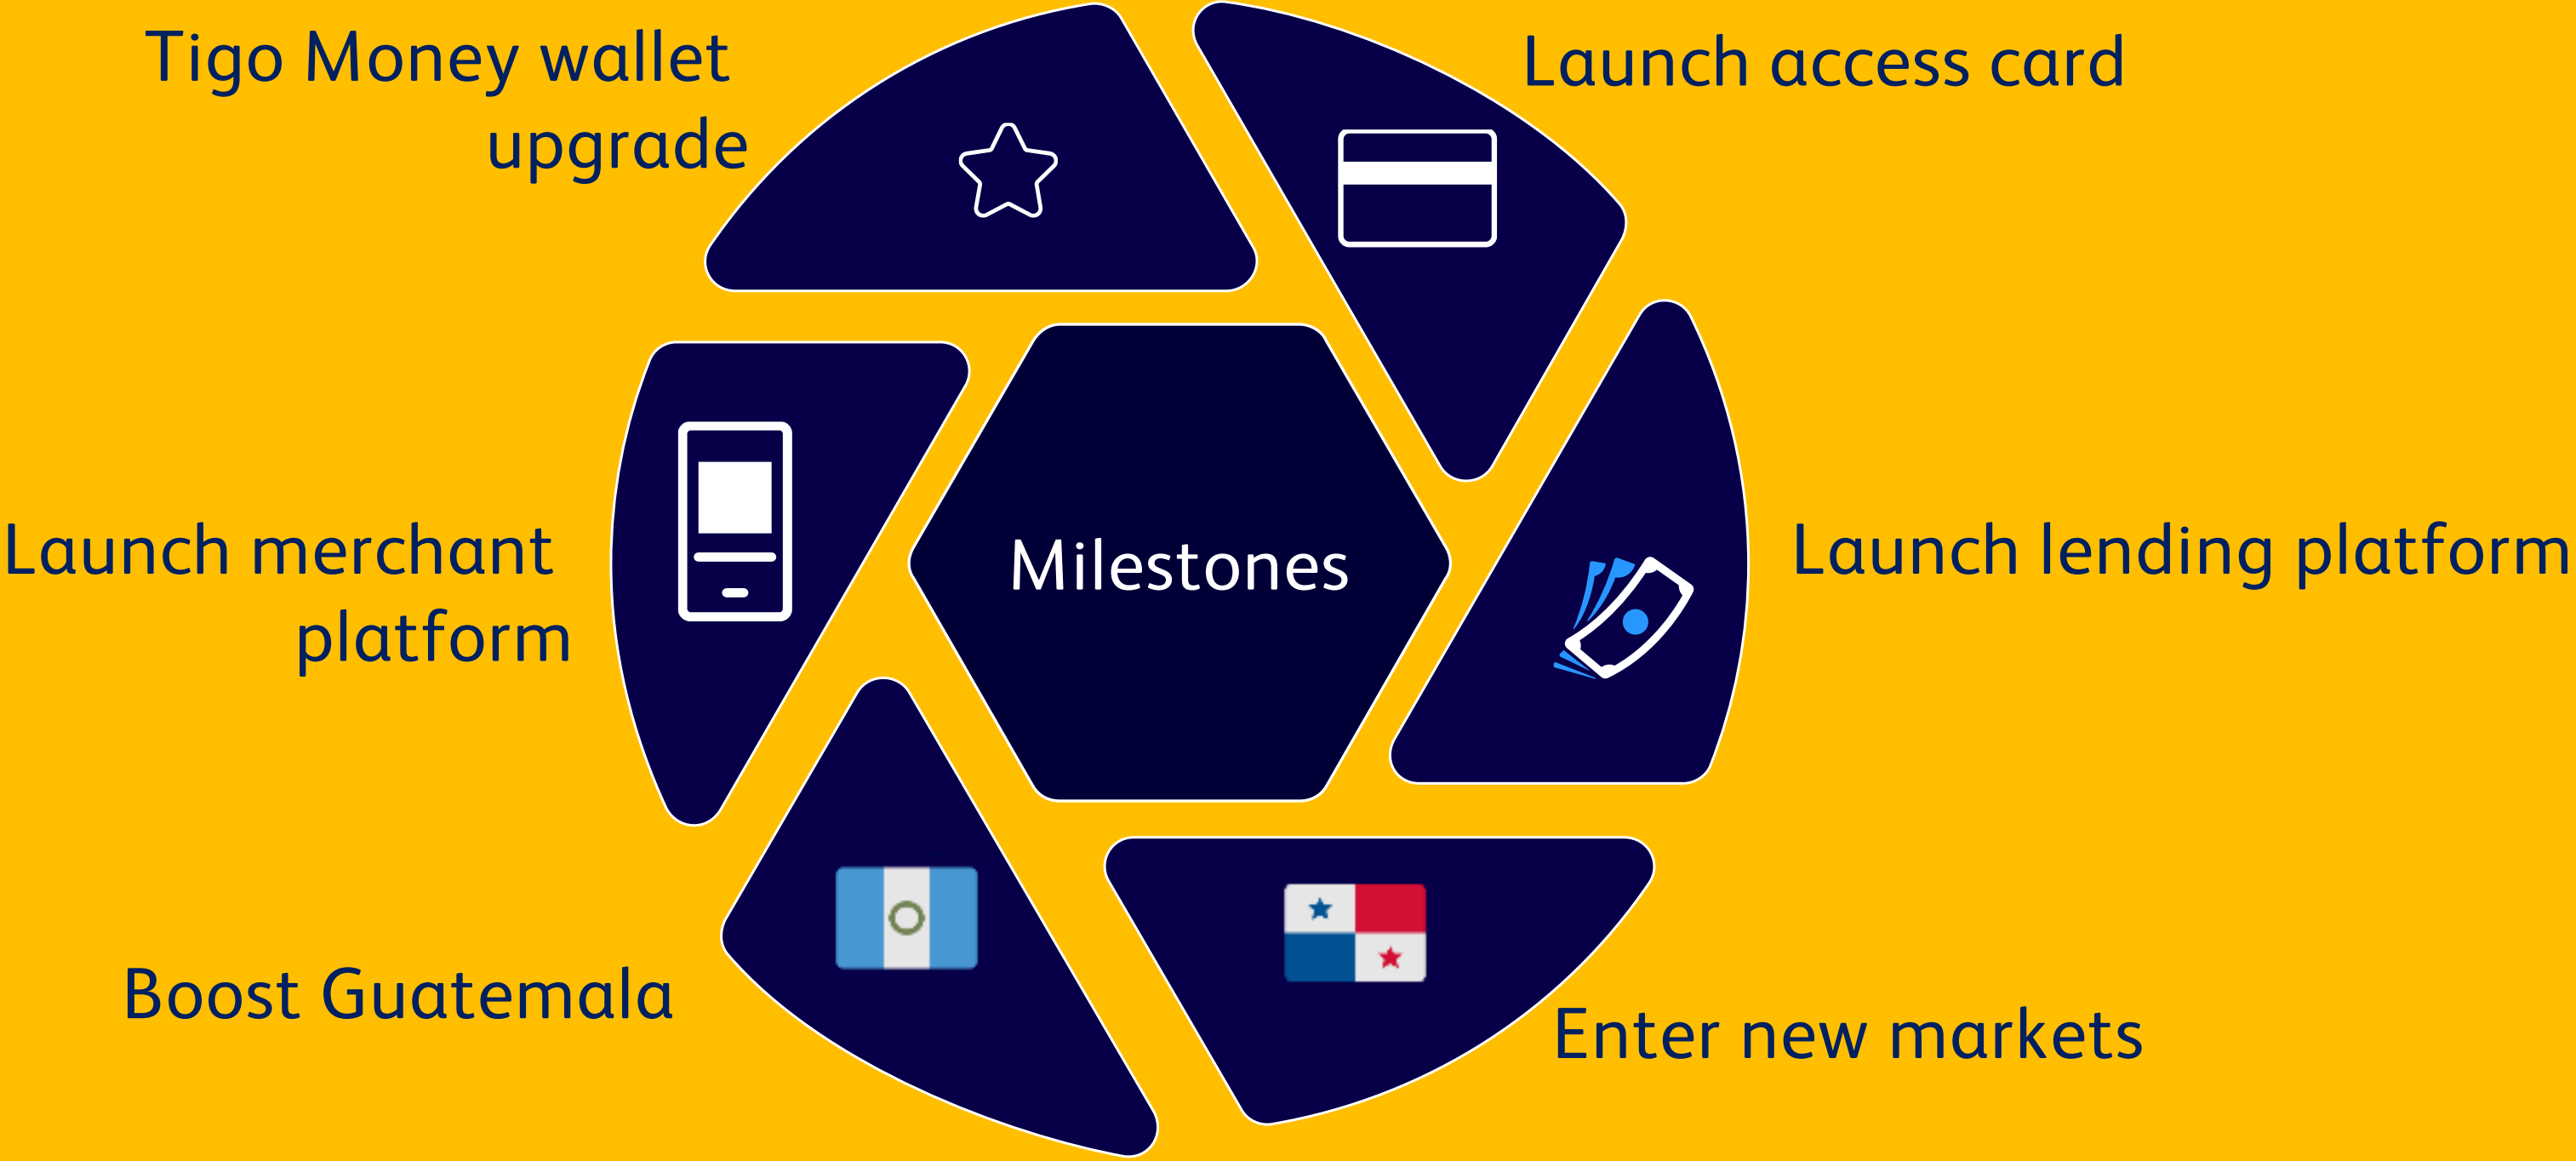 Tigo Money wallet
upgrade
Launch access card
Launch merchant
platform
Milestones
Launch lending platform
Boost Guatemala
Enter new markets